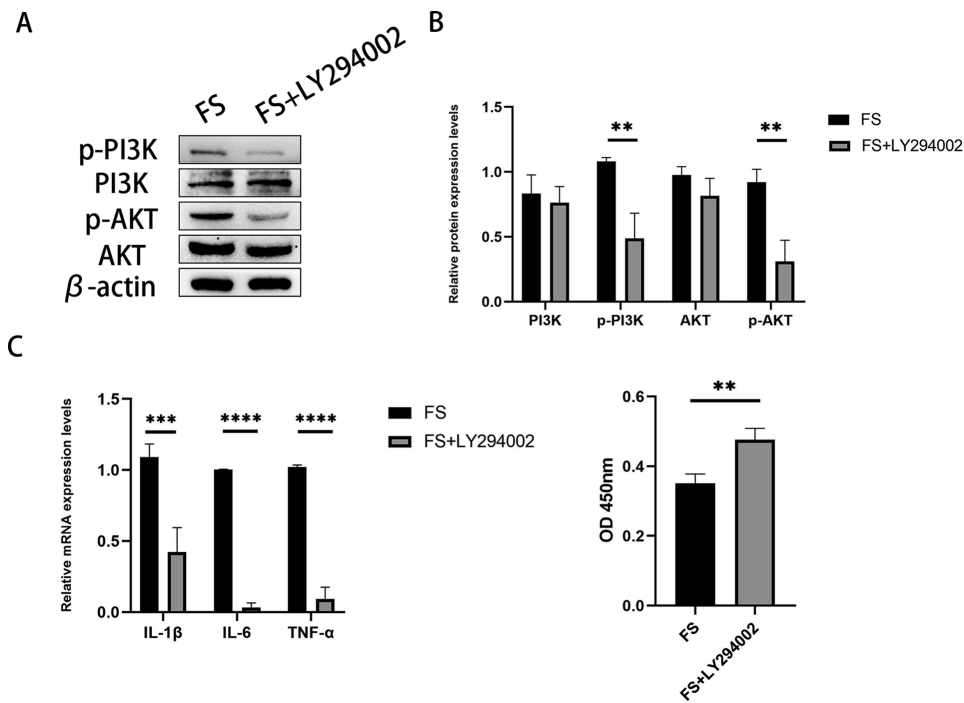 A
FS
FS+LY294002
p-PI3K
PI3K
p-AKT
AKT
β-actin
B
Relative protein expression levels
1.5
1.0
0.5
0.0
**
**
PI3K
p-PI3K
AKT
p-AKT
FS
FS+LY294002
C
Relative mRNA expression levels
1.5
1.0
0.5
0.0
***
****
****
IL-1β
IL-6
TNF-α
FS
FS+LY294002
OD 450nm
0.6
0.4
0.2
0.0
**
FS
FS+LY294002